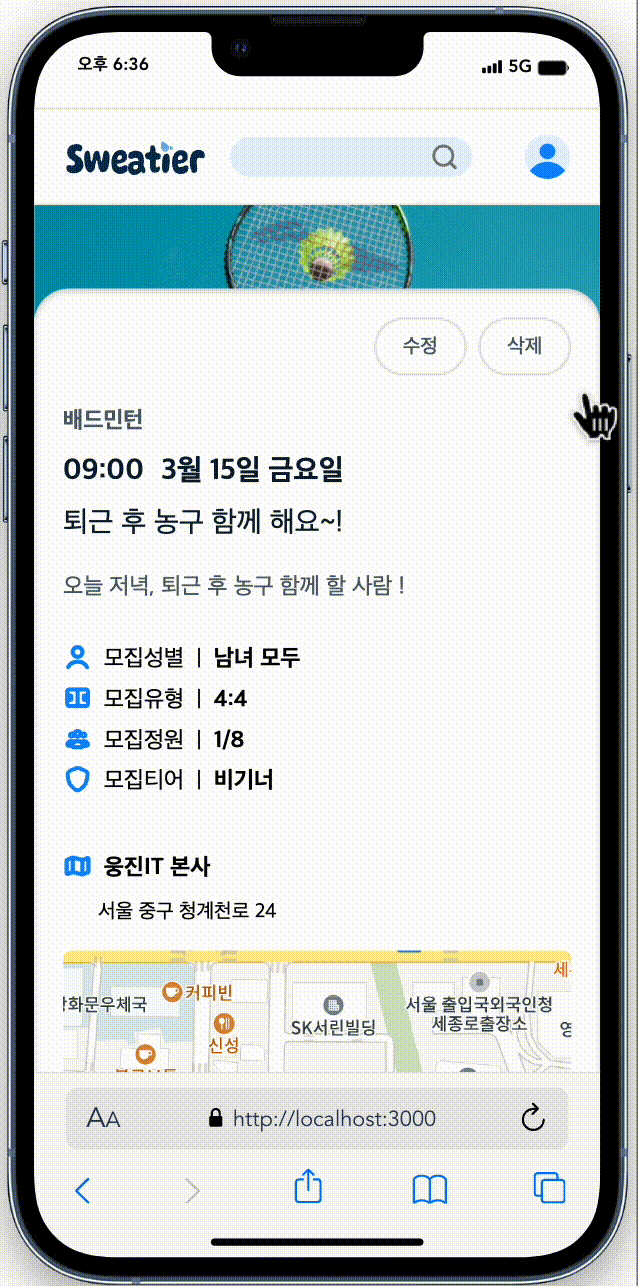 오후 6:36
5G
Sweatier
수정
삭제
배드민턴
09:00 3월 15일 금요일
퇴근 후 농구 함께 해요~!
오늘 저녁, 퇴근 후 농구 함께 할 사람 !
모집성별 | 남녀 모두
모집유형 | 4:4
모집정원 | 1/8
모집티어 | 비기너
웅진IT 본사
서울 중구 청계천로 24
세
커피빈
화문우체국
서울 출입국외국인청
세종로출장소
SK서린빌딩
신성
영
AA
http://localhost:3000